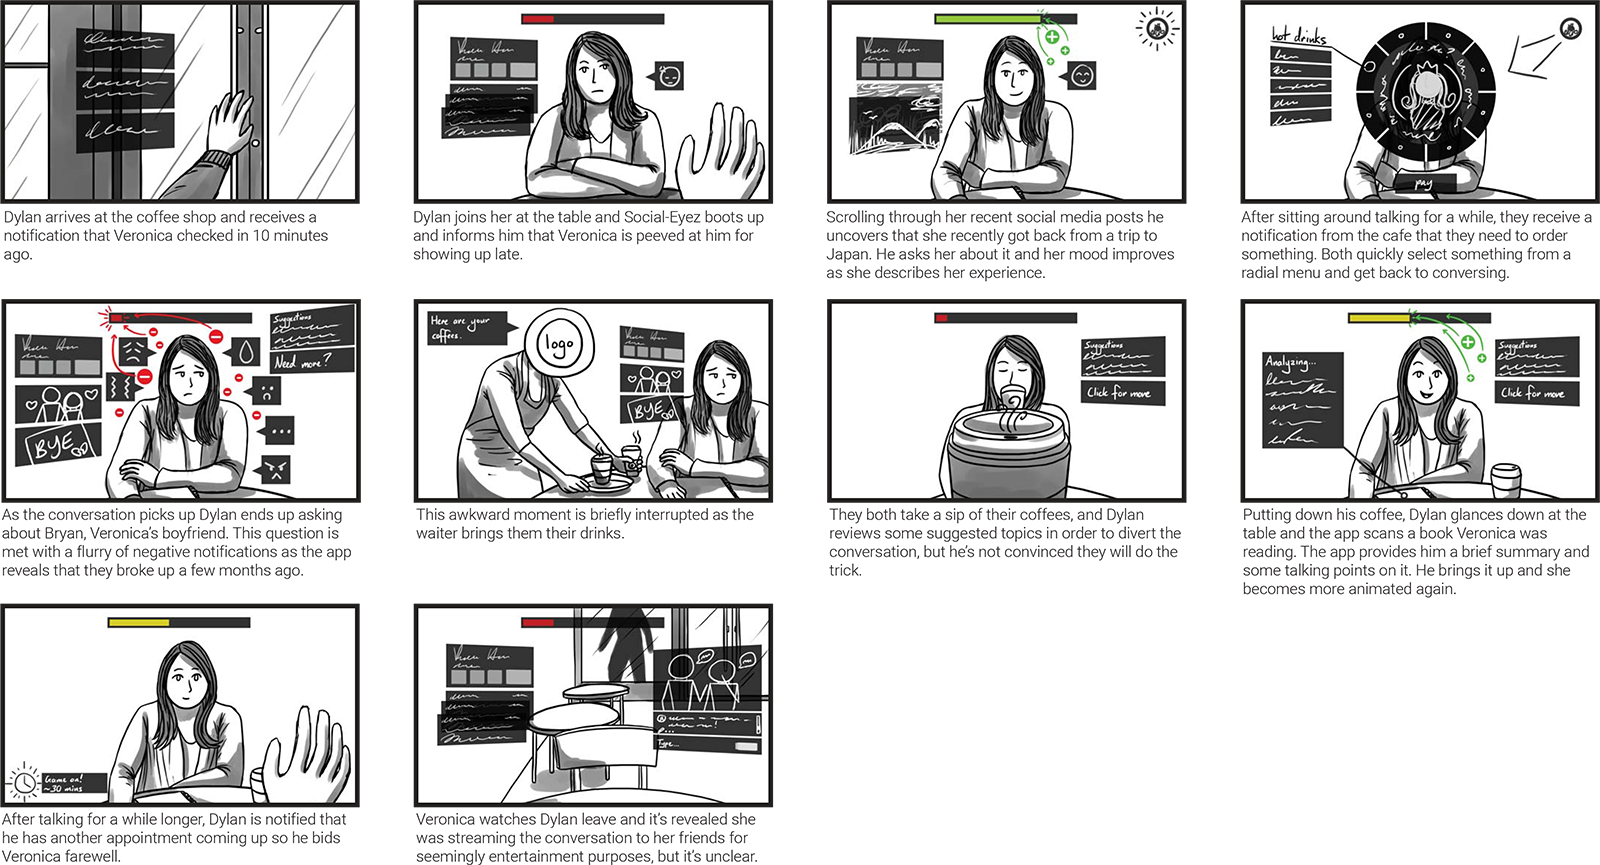 Dylan arrives at the coffee shop and receives a
notification that Veronica checked in 10 minutes
ago.
Dylan joins her at the table and Social-Eyez boots up
and informs him that Veronica is peeved at him for
showing up late.
Scrolling through her recent social media posts he
uncovers that she recently got back from a trip to
Japan. He asks her about it and her mood improves
as she describes her experience.
hot drinks
pay
After sitting around talking for a while, they receive a
notification from the cafe that they need to order
something. Both quickly select something from a
radial menu and get back to conversing.
Suggestions
Need more?
BYE
As the conversation picks up Dylan ends up asking
about Bryan, Veronica's boyfriend. This question is
met with a flurry of negative notifications as the app
reveals that they broke up a few months ago.
Here are your
coffees.
logo
BYE
This awkward moment is briefly interrupted as the
waiter brings them their drinks.
Suggestions
Click for more
They both take a sip of their coffees, and Dylan
reviews some suggested topics in order to divert the
conversation, but he's not convinced they will do the
trick.
Analyzing...
Suggestions
Click for more
Putting down his coffee, Dylan glances down at the
table and the app scans a book Veronica was
reading. The app provides him a brief summary and
some talking points on it. He brings it up and she
becomes more animated again.
Game on!
~30 mins
After talking for a while longer, Dylan is notified that
he has another appointment coming up so he bids
Veronica farewell.
Type...
Veronica watches Dylan leave and it's revealed she
was streaming the conversation to her friends for
seemingly entertainment purposes, but it's unclear.